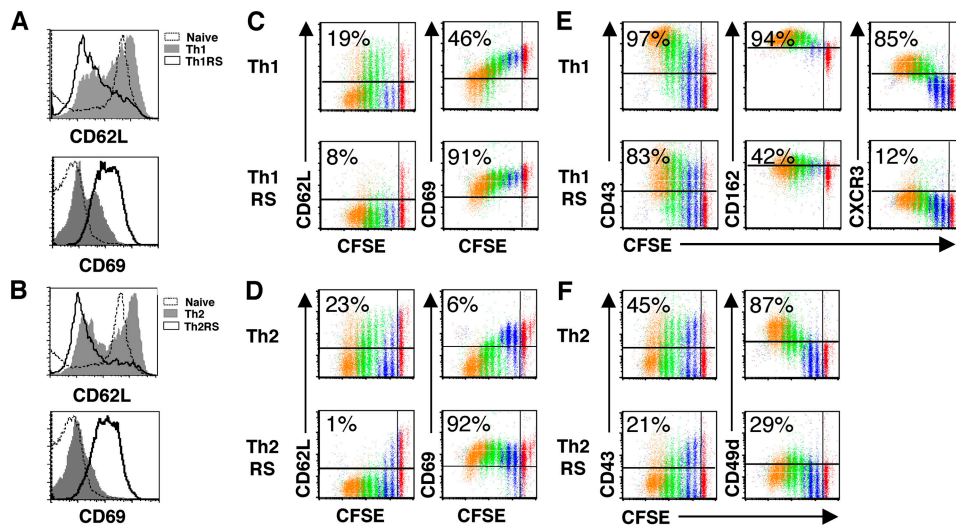 A
Naive
Th1
Th1RS
CD62L
CD69
B
Naive
Th2
Th2RS
CD62L
CD69
C
Th1
19%
46%
Th1
RS
8%
91%
CD62L
CD69
CFSE
CFSE
D
Th2
23%
6%
Th2
RS
1%
92%
CD62L
CD69
CFSE
CFSE
E
Th1
97%
94%
85%
Th1
RS
83%
42%
12%
CD43
CD162
CXCR3
CFSE
F
Th2
45%
87%
Th2
RS
21%
29%
CD43
CD49d
CFSE